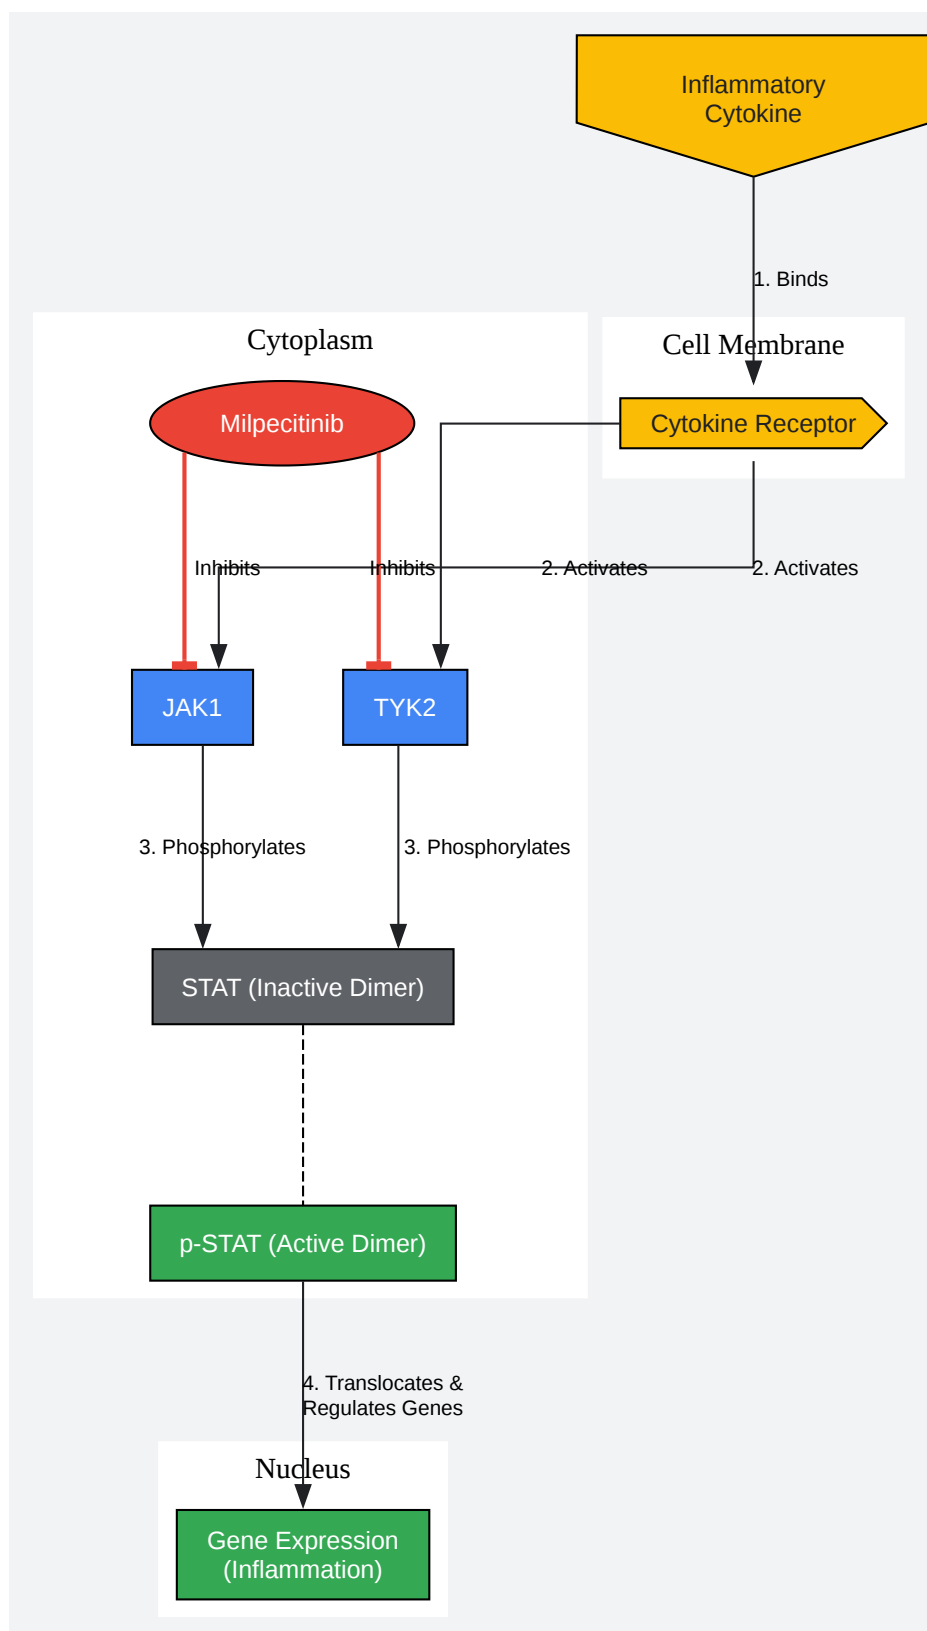 Inflammatory
Cytokine
1. Binds
Cytoplasm
Cell Membrane
Milpecitinib
Cytokine Receptor
Inhibits
Inhibits
2. Activates
2. Activates
JAK1
TYK2
3. Phosphorylates
3. Phosphorylates
STAT (Inactive Dimer)
p-STAT (Active Dimer)
4. Translocates &
Regulates Genes
Nucleus
Gene Expression
(Inflammation)